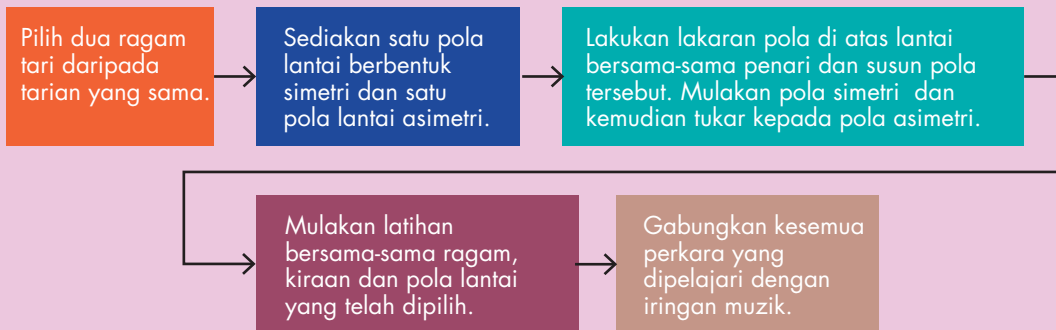 Pilih dua ragam
tari daripada
tarian yang sama.
Sediakan satu pola
lantai berbentuk
simetri dan satu
pola lantai asimetri.
Lakukan lakaran pola di atas lantai
bersama-sama penari dan susun pola
tersebut. Mulakan pola simetri dan
kemudian tukar kepada pola asimetri.
Mulakan latihan
bersama-sama ragam,
kiraan dan pola lantai
yang telah dipilih.
Gabungkan kesemua
perkara yang
dipelajari dengan
iringan muzik.